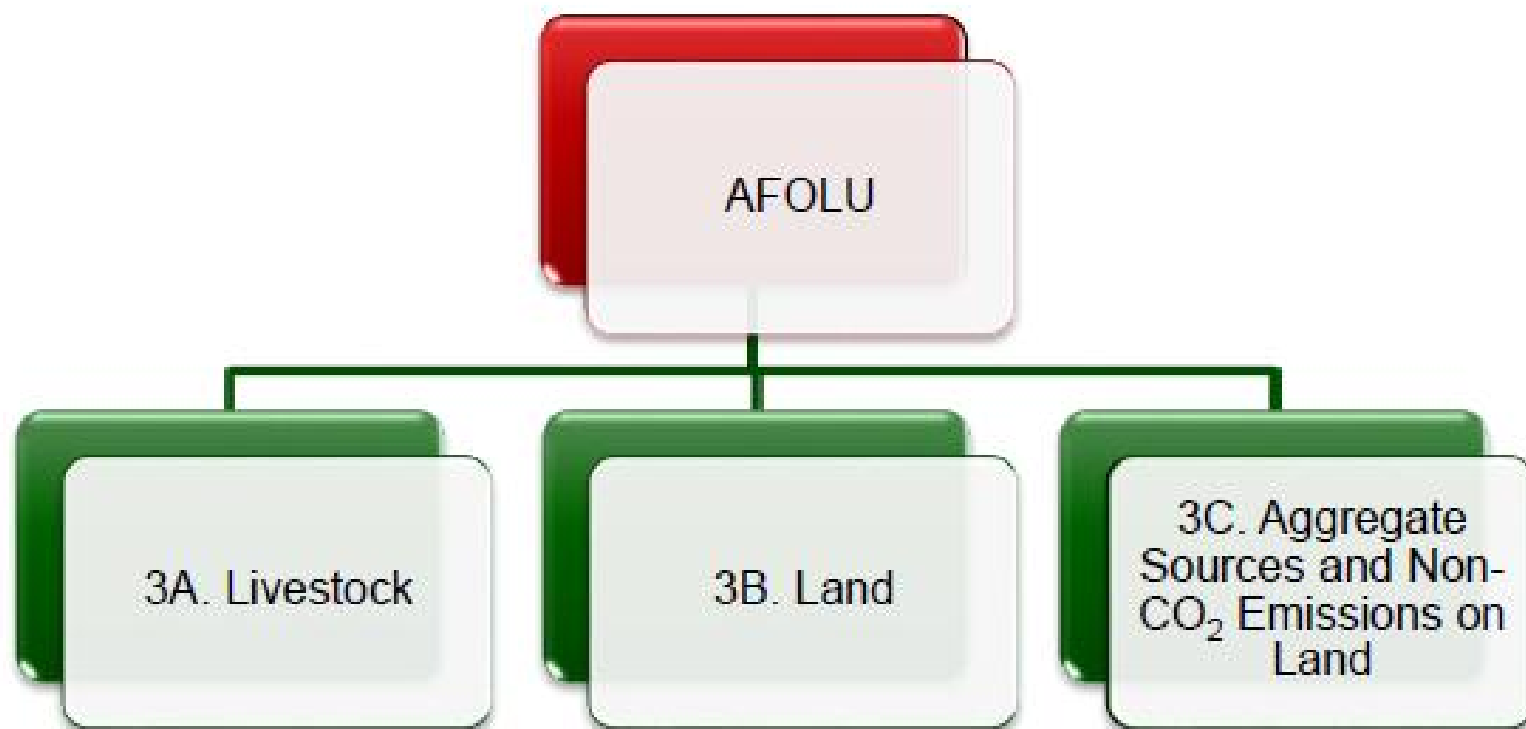 AFOLU
3A. Livestock
3B. Land
3C. Aggregate
Sources and Non-
CO₂ Emissions on
Land